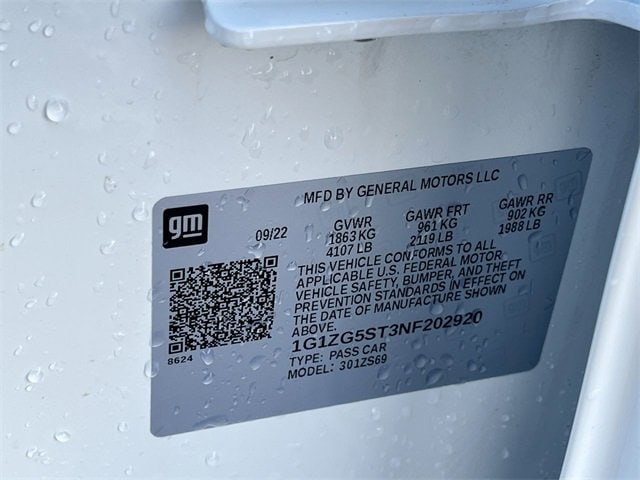 MFD BY GENERAL MOTORS LLC
gm
09/22
GVWR
1863 KG
4107 LB
GAWR FRT
961 KG
2119 LB
GAWR RR
902 KG
1988 LB
THIS VEHICLE CONFORMS TO ALL
APPLICABLE U.S. FEDERAL MOTOR
VEHICLE SAFETY, BUMPER, AND THEFT
PREVENTION STANDARDS IN EFFECT ON
THE DATE OF MANUFACTURE SHOWN
ABOVE.
1G1ZG5ST3NF202920
TYPE: PASS CAR
MODEL: 301ZS69
8624